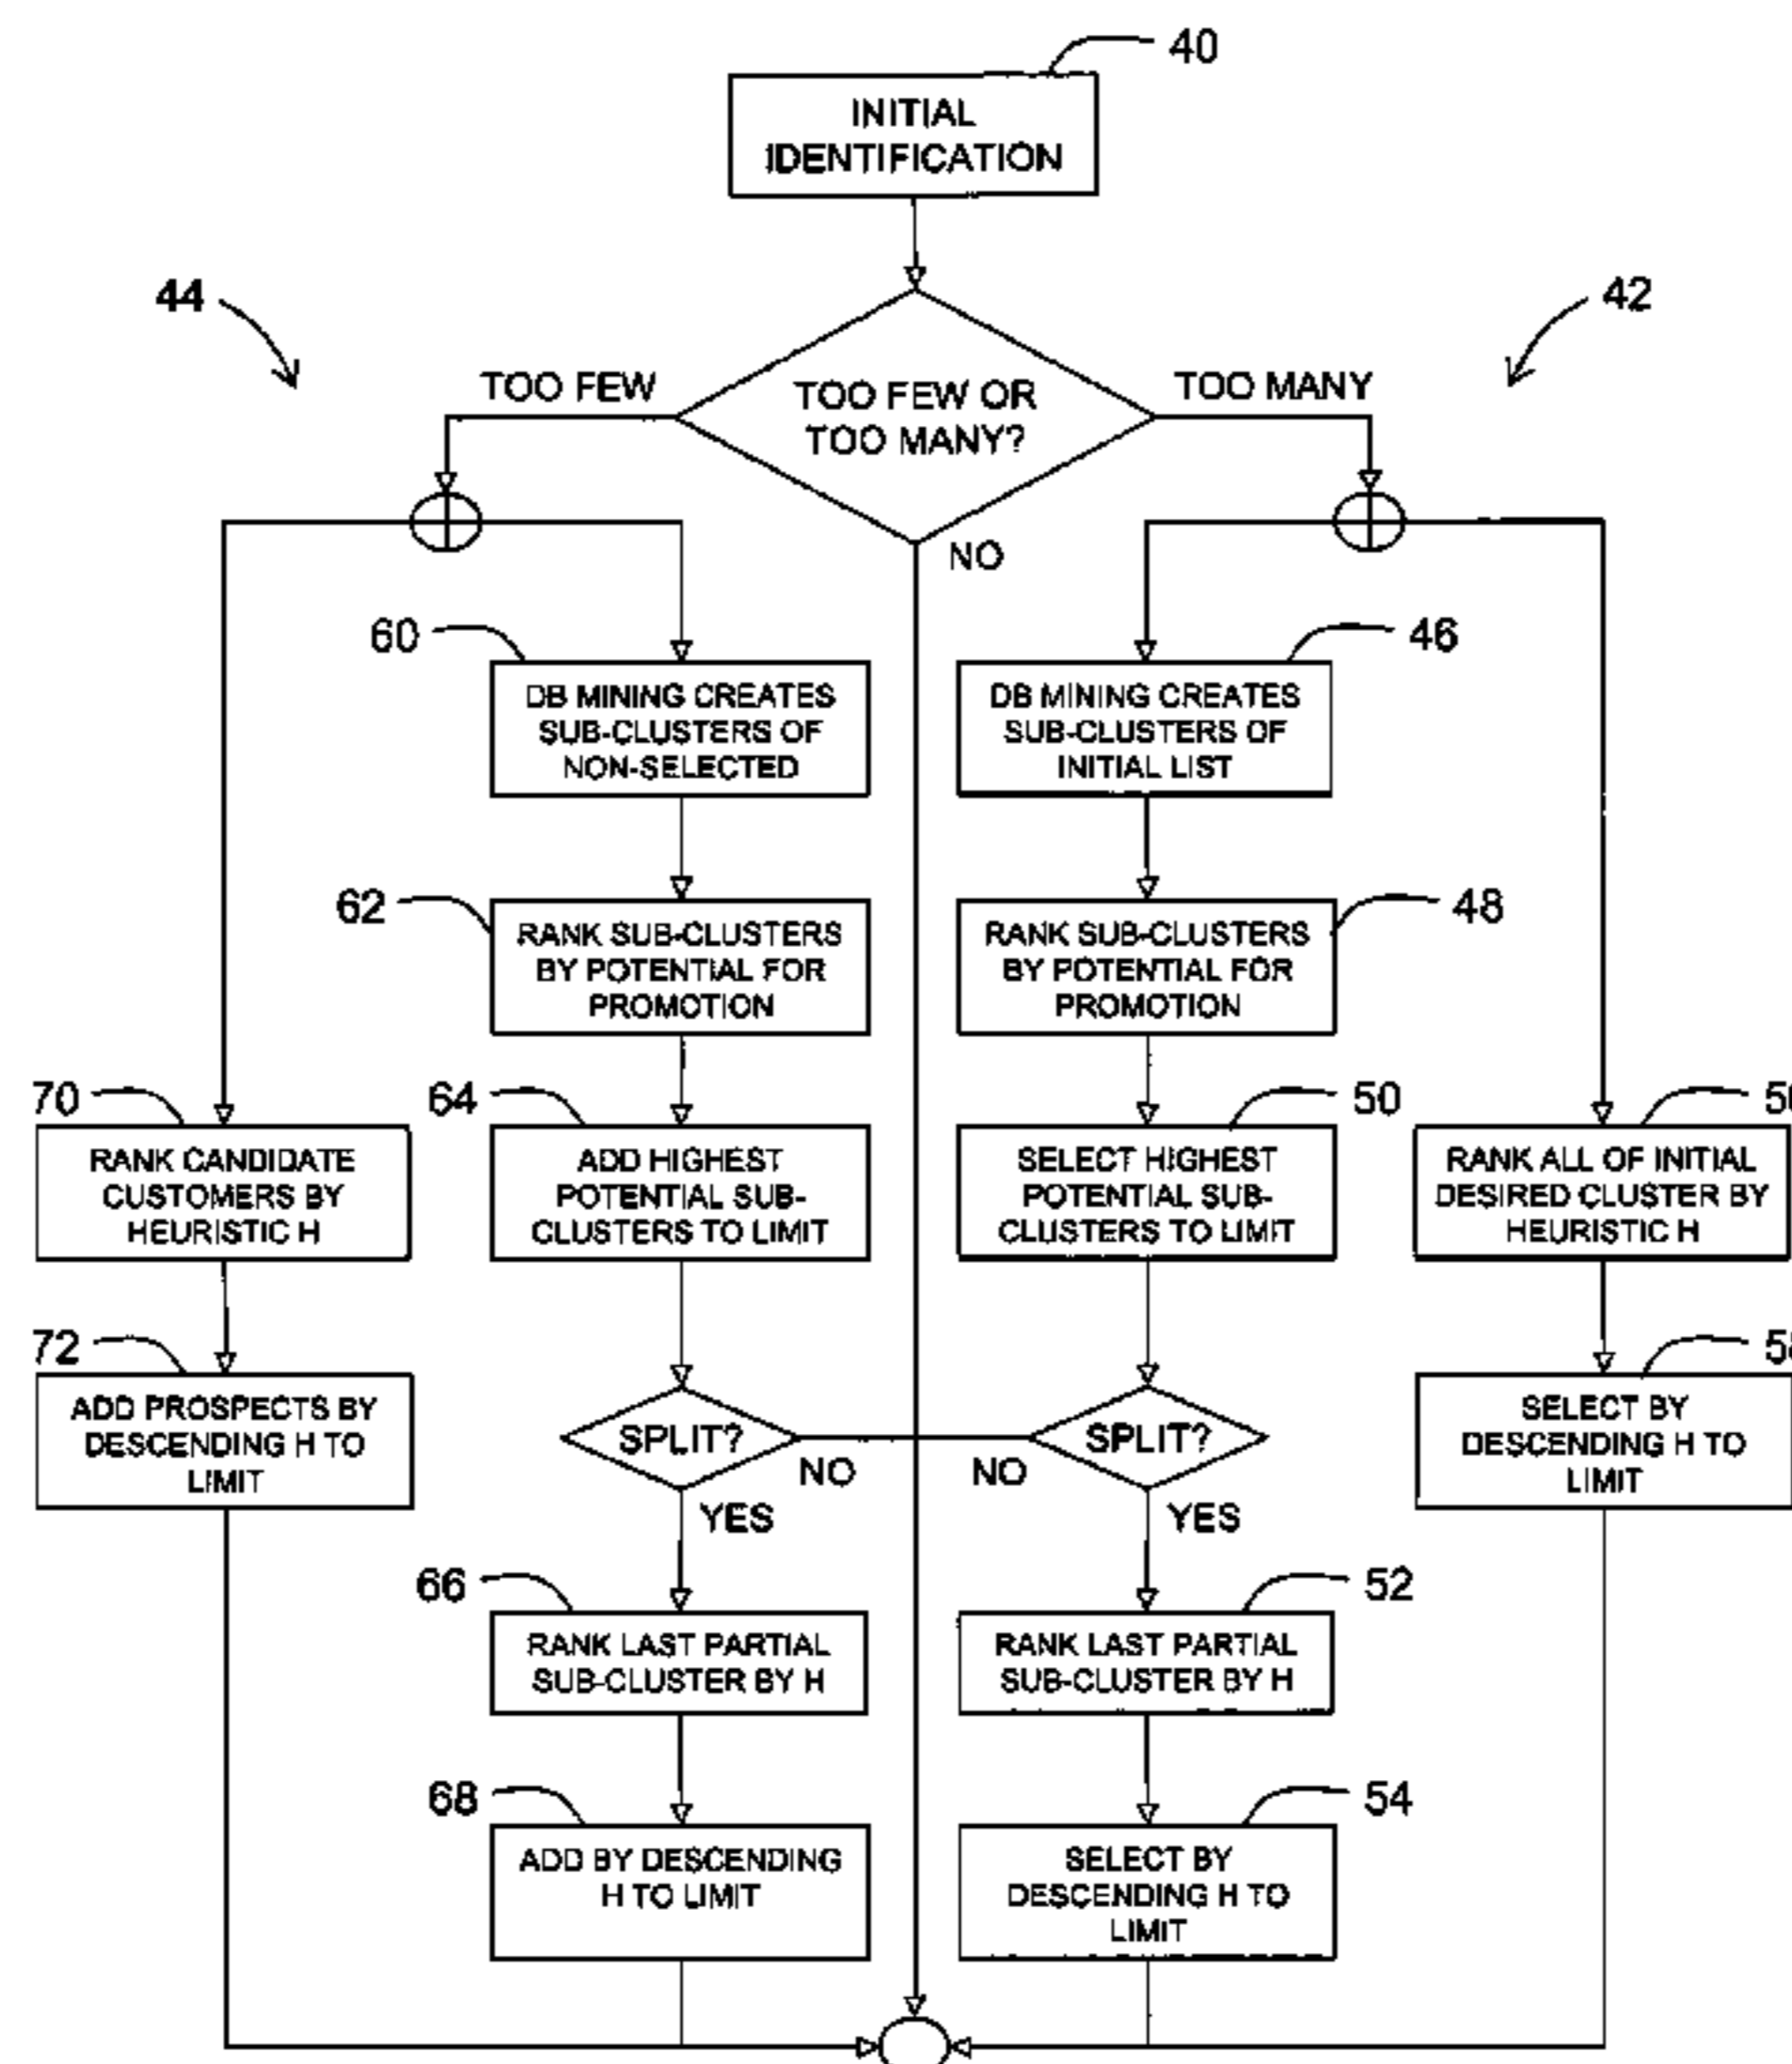 40
INITIAL
IDENTIFICATION
44
42
TOO FEW
TOO FEW OR
TOO MANY?
TOO MANY
NO
60
DB MINING CREATES
SUB-CLUSTERS OF
NON-SELECTED
46
DB MINING CREATES
SUB-CLUSTERS OF
INITIAL LIST
62
RANK SUB-CLUSTERS
BY POTENTIAL FOR
PROMOTION
48
RANK SUB-CLUSTERS
BY POTENTIAL FOR
PROMOTION
70
RANK CANDIDATE
CUSTOMERS BY
HEURISTIC H
64
ADD HIGHEST
POTENTIAL SUB-
CLUSTERS TO LIMIT
50
SELECT HIGHEST
POTENTIAL SUB-
CLUSTERS TO LIMIT
RANK ALL OF INITIAL
DESIRED CLUSTER BY
HEURISTIC H
72
ADD PROSPECTS BY
DESCENDING H TO
LIMIT
SPLIT?
NO
YES
SPLIT?
NO
YES
SELECT BY
DESCENDING H TO
LIMIT
66
RANK LAST PARTIAL
SUB-CLUSTER BY H
52
RANK LAST PARTIAL
SUB-CLUSTER BY H
68
ADD BY DESCENDING
H TO LIMIT
54
SELECT BY
DESCENDING H TO
LIMIT